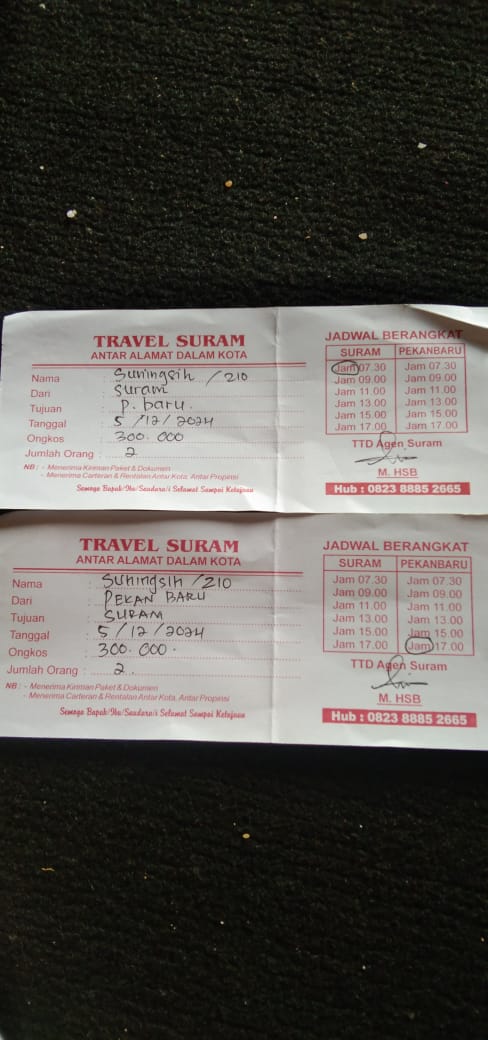 TRAVEL SURAM
ANTAR ALAMAT DALAM KOTA
Nama : Suningsih / 210
Dari : Suram
Tujuan : P. baru.
Tanggal : 5 / 12 / 2024
Ongkos : 300.000
Jumlah Orang : 2
NB : - Menerima Kiriman Paket & Dokumen
- Menerima Carteran & Rentalan Antar Kota, Antar Propinsi
Semoga Bapak/Ibu/Saudara/i Selamat Sampai Ketujuan
JADWAL BERANGKAT
SURAM PEKANBARU
Jam 07.30 Jam 07.30
Jam 09.00 Jam 09.00
Jam 11.00 Jam 11.00
Jam 13.00 Jam 13.00
Jam 15.00 Jam 15.00
Jam 17.00 Jam 17.00
TTD Agen Suram
M. HSB
Hub : 0823 8885 2665
TRAVEL SURAM
ANTAR ALAMAT DALAM KOTA
Nama : Suningsih / 210
Dari : PEKAN BARU
Tujuan : SURAM
Tanggal : 5 / 12 / 2024
Ongkos : 300.000.
Jumlah Orang : 2
NB : - Menerima Kiriman Paket & Dokumen
- Menerima Carteran & Rentalan Antar Kota, Antar Propinsi
Semoga Bapak/Ibu/Saudara/i Selamat Sampai Ketujuan
JADWAL BERANGKAT
SURAM PEKANBARU
Jam 07.30 Jam 07.30
Jam 09.00 Jam 09.00
Jam 11.00 Jam 11.00
Jam 13.00 Jam 13.00
Jam 15.00 Jam 15.00
Jam 17.00 Jam 17.00
TTD Agen Suram
M. HSB
Hub : 0823 8885 2665